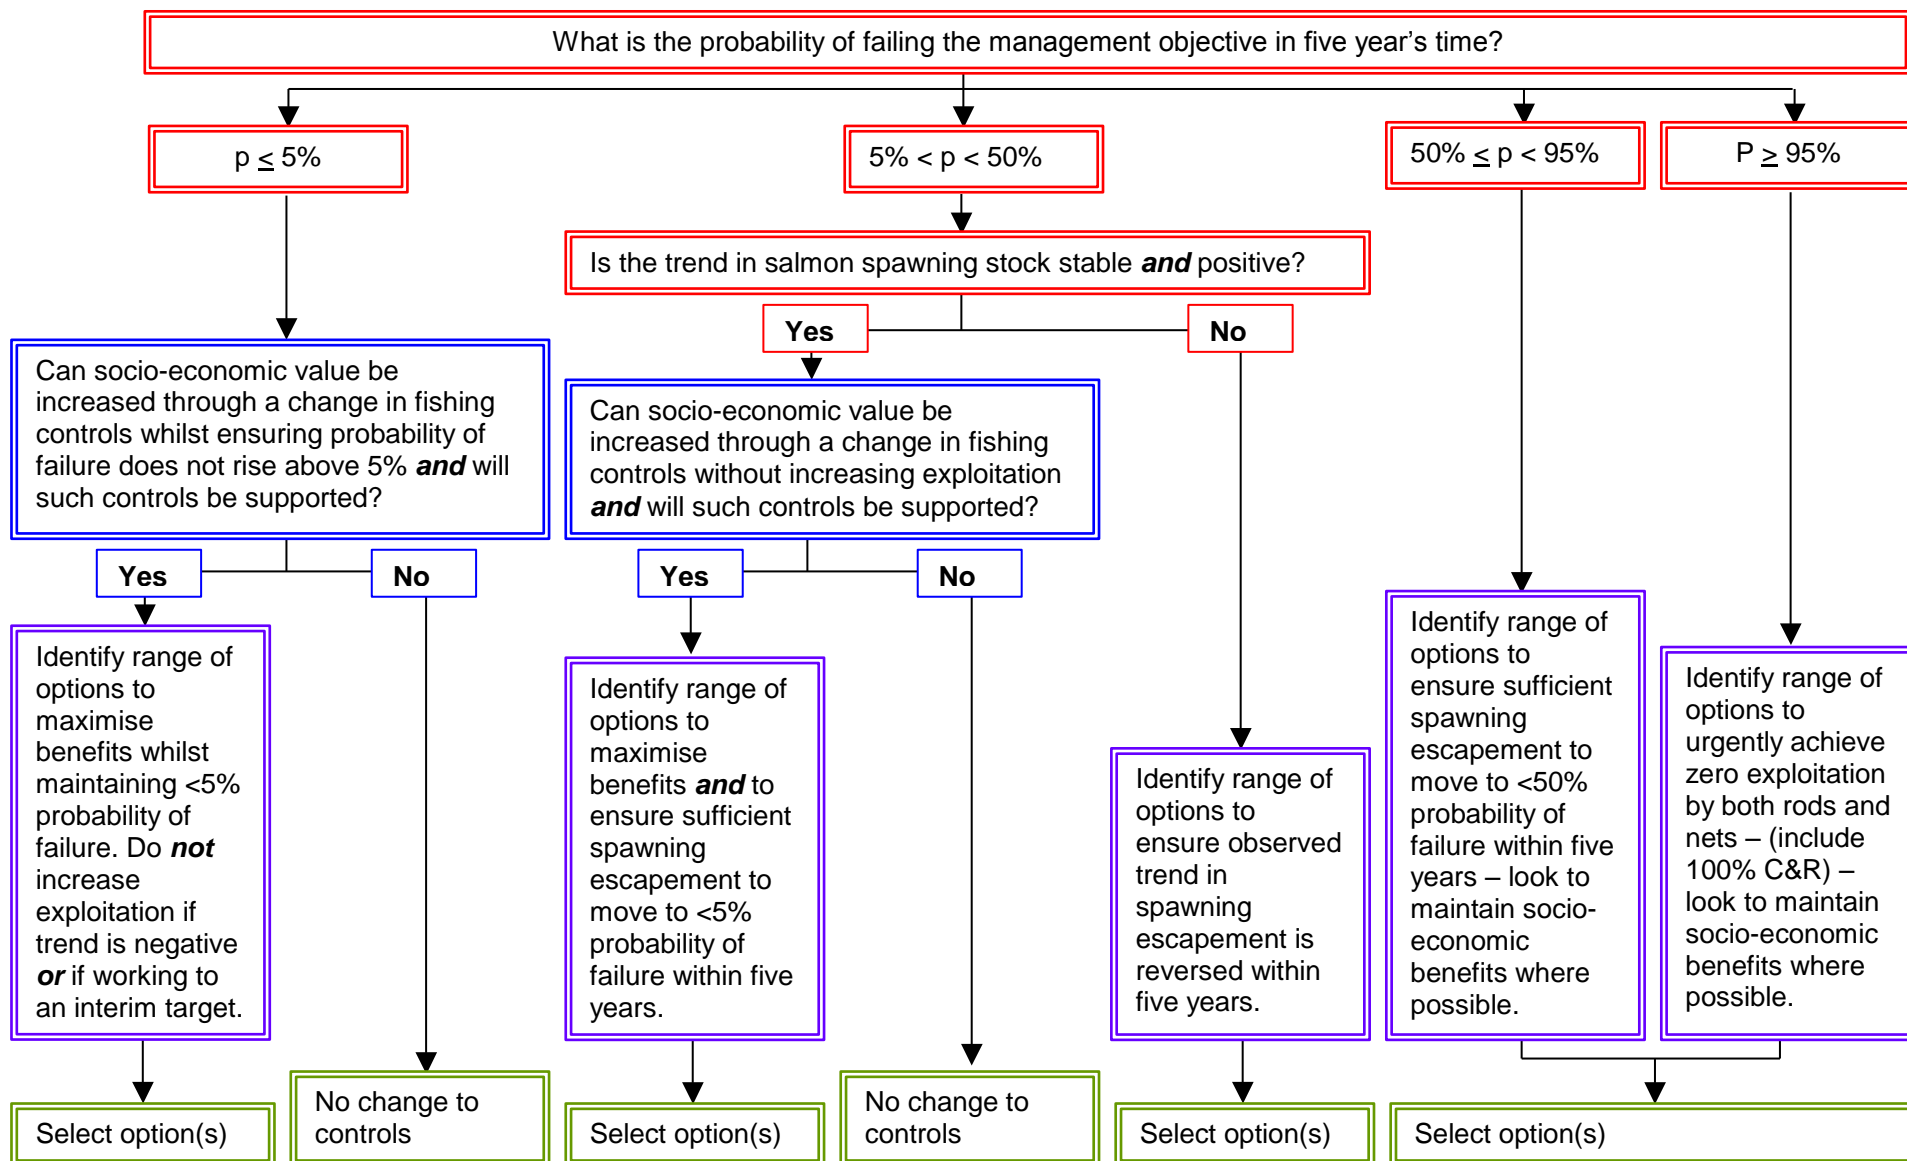 What is the probability of failing the management objective in five year's time?
p ≤ 5%
5% < p < 50%
50% ≤ p < 95%
P ≥ 95%
Is the trend in salmon spawning stock stable and positive?
Yes
No
Can socio-economic value be
increased through a change in fishing
controls whilst ensuring probability of
failure does not rise above 5% and will
such controls be supported?
Can socio-economic value be
increased through a change in fishing
controls without increasing exploitation
and will such controls be supported?
Yes
No
Yes
No
Identify range of
options to
maximise
benefits whilst
maintaining <5%
probability of
failure. Do not
increase
exploitation if
trend is negative
or if working to
an interim target.
Identify range of
options to
maximise
benefits and to
ensure sufficient
spawning
escapement to
move to <5%
probability of
failure within five
years.
Identify range of
options to
ensure observed
trend in
spawning
escapement is
reversed within
five years.
Identify range of
options to
ensure sufficient
spawning
escapement to
move to <50%
probability of
failure within five
years – look to
maintain socio-
economic
benefits where
possible.
Identify range of
options to
urgently achieve
zero exploitation
by both rods and
nets – (include
100% C&R) –
look to maintain
socio-economic
benefits where
possible.
Select option(s)
No change to
controls
Select option(s)
No change to
controls
Select option(s)
Select option(s)